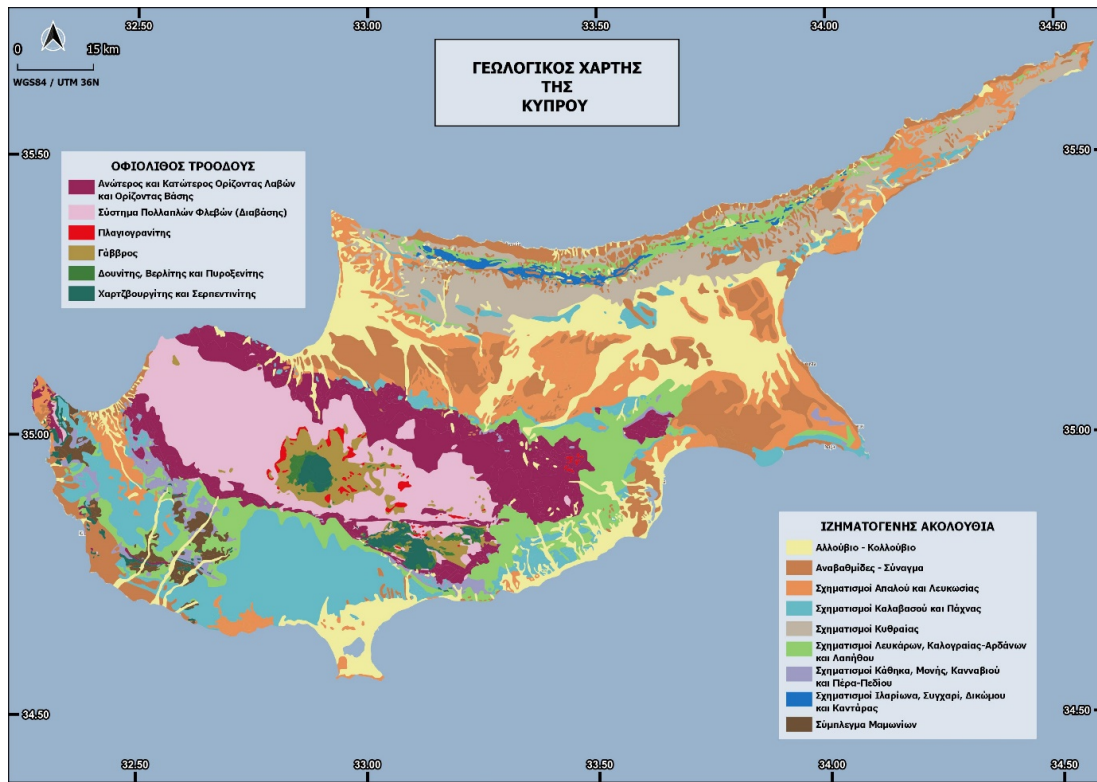 32.50 33.00 33.50 34.00 34.50
0 15 km
WGS84 / UTM 36N
ΓΕΩΛΟΓΙΚΟΣ ΧΑΡΤΗΣ
ΤΗΣ
ΚΥΠΡΟΥ
35.50 35.50
ΟΦΙΟΛΙΘΟΣ ΤΡΟΟΔΟΥΣ
Ανώτερος και Κατώτερος Ορίζοντας Λαβών
και Ορίζοντας Βάσης
Σύστημα Πολλαπλών Φλεβών (Διαβάσης)
Πλαγιογρανίτης
Γάββρος
Δουνίτης, Βερλίτης και Πυροξενίτης
Χαρτζβουργίτης και Σερπεντινίτης
35.00 35.00
ΙΖΗΜΑΤΟΓΕΝΗΣ ΑΚΟΛΟΥΘΙΑ
Αλλούβιο - Κολλούβιο
Αναβαθμίδες - Σύναγμα
Σχηματισμοί Απαλού και Λευκωσίας
Σχηματισμοί Καλαβασού και Πάχνας
Σχηματισμοί Κυθραίας
Σχηματισμοί Λευκάρων, Καλογραίας-Αρδάνων
και Λαπήθου
Σχηματισμοί Κάθηκα, Μονής, Κανναβιού
και Πέρα-Πεδίου
Σχηματισμοί Ιλαρίωνα, Συγχαρί, Δικώμου
και Καντάρας
Σύμπλεγμα Μαμωνίων
34.50 34.50
32.50 33.00 33.50 34.00 34.50